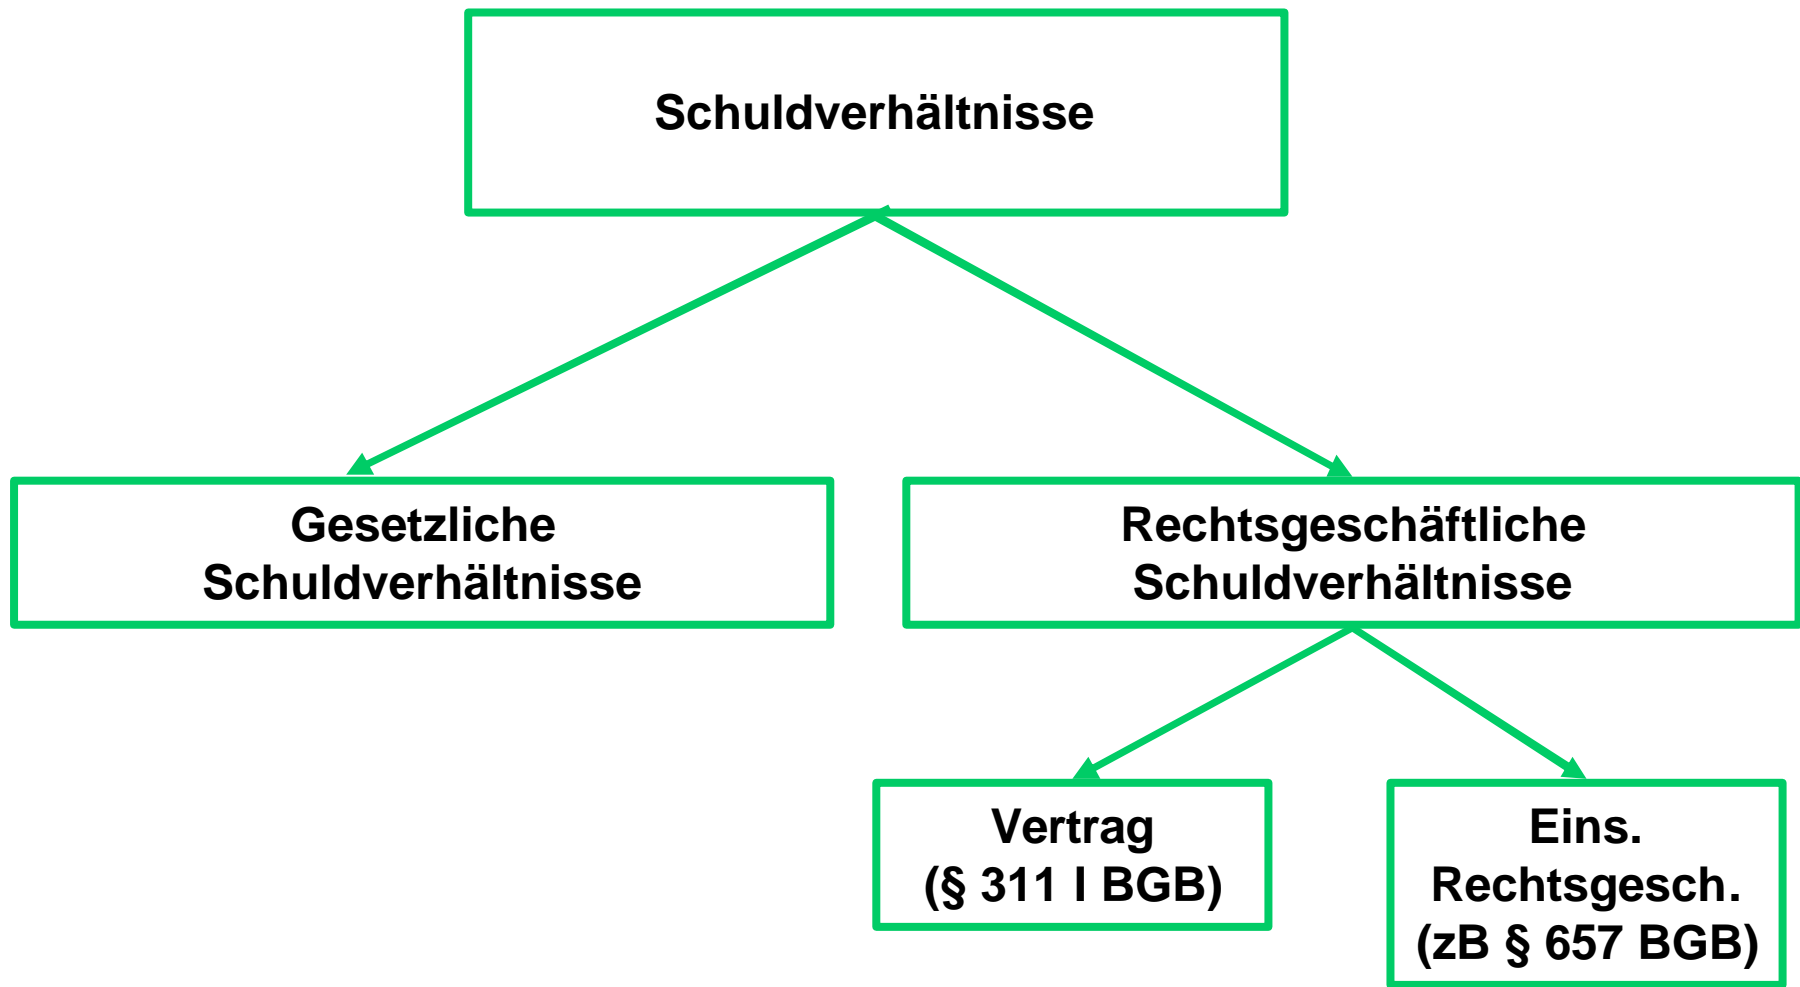 Schuldverhältnisse
Gesetzliche
Schuldverhältnisse
Rechtsgeschäftliche
Schuldverhältnisse
Vertrag
(§ 311 I BGB)
Eins.
Rechtsgesch.
(zB § 657 BGB)